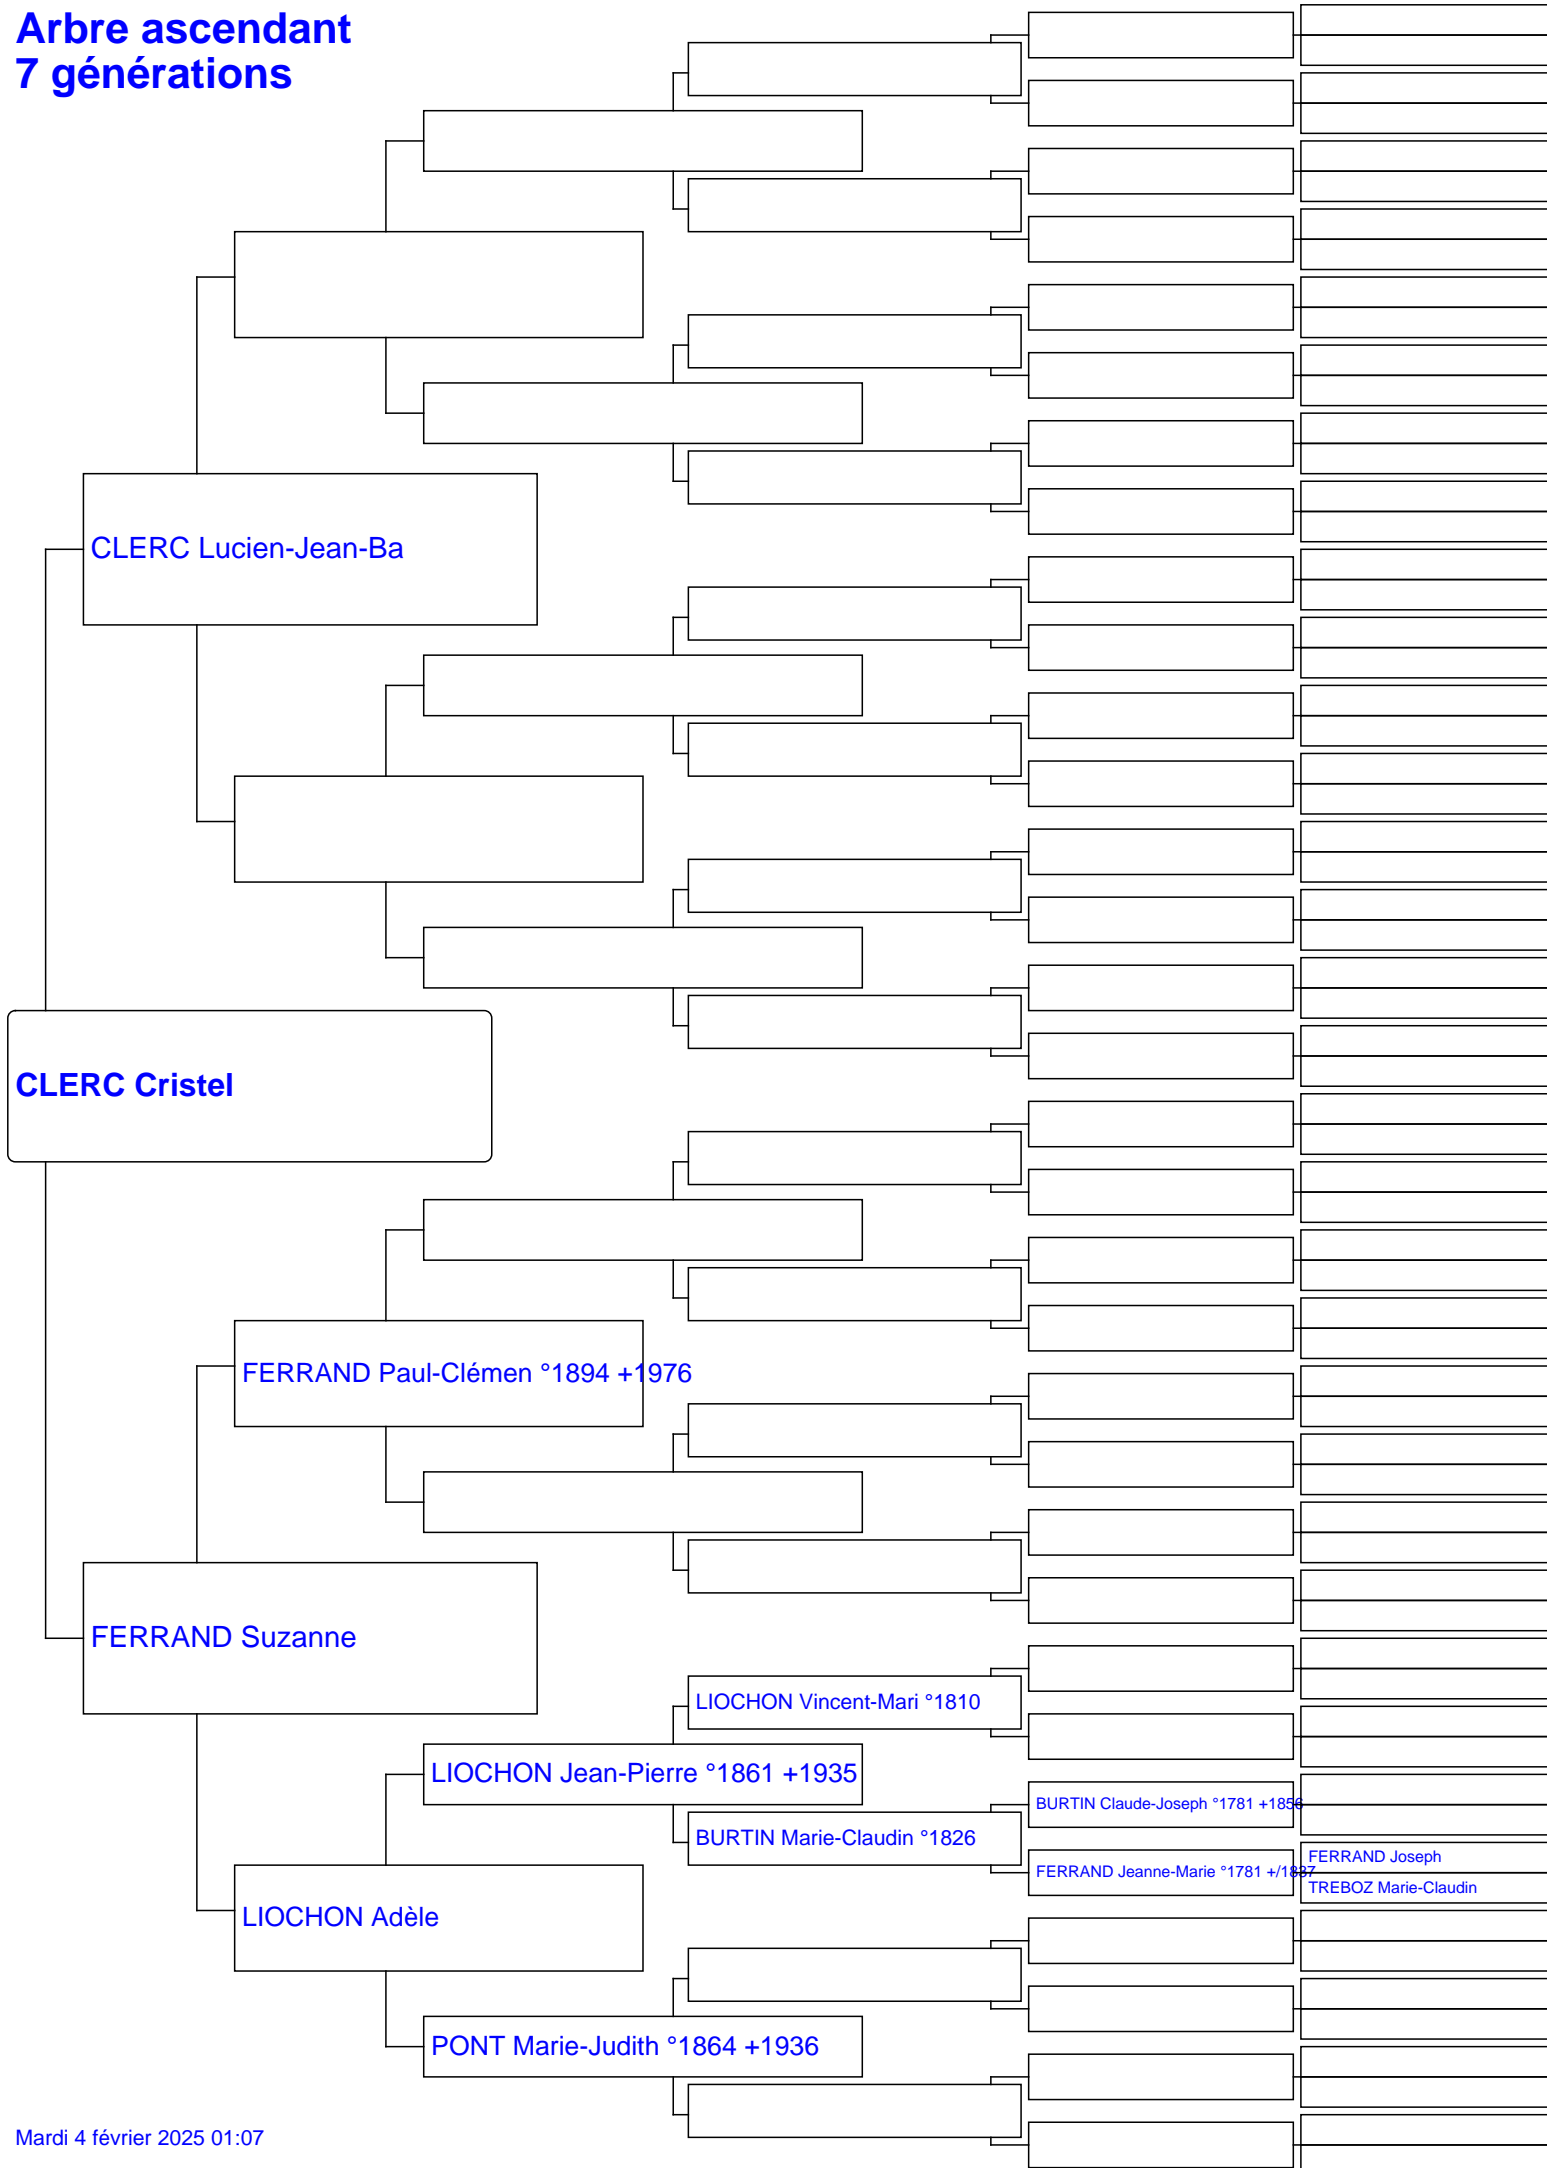 Arbre ascendant
7 générations
CLERC Lucien-Jean-Ba
CLERC Cristel
FERRAND Paul-Clémen °1894 +1976
FERRAND Suzanne
LIOCHON Vincent-Mari °1810
LIOCHON Jean-Pierre °1861 +1935
BURTIN Claude-Joseph °1781 +1856
BURTIN Marie-Claudin °1826
FERRAND Joseph
FERRAND Jeanne-Marie °1781 +/1837
TREBOZ Marie-Claudin
LIOCHON Adèle
PONT Marie-Judith °1864 +1936
Mardi 4 février 2025 01:07